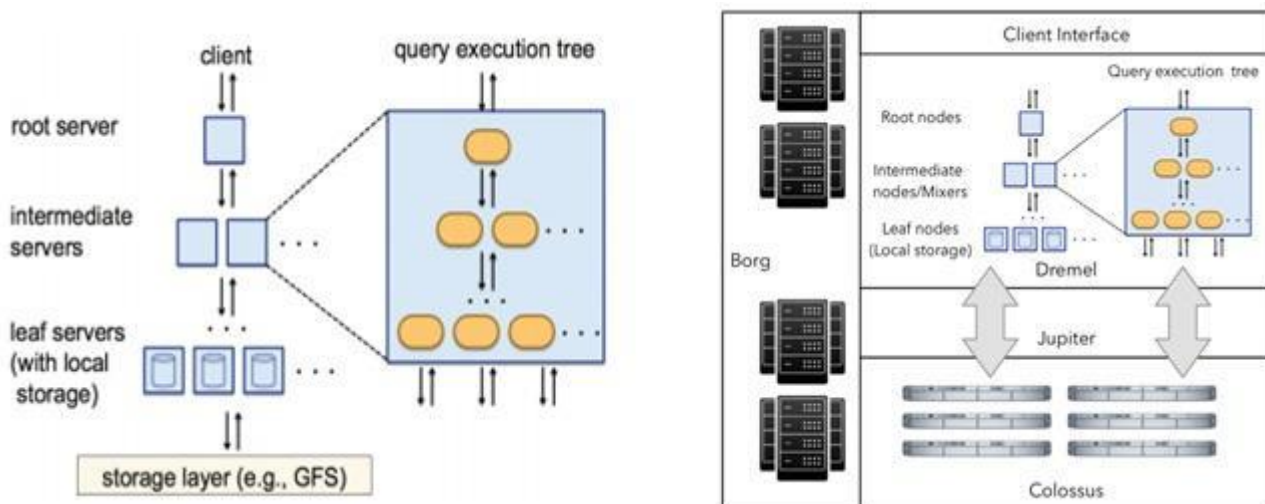 client
query execution tree
root server
intermediate
servers
leaf servers
(with local
storage)
storage layer (e.g., GFS)
Borg
Client Interface
Query execution tree
Root nodes
Intermediate
nodes/Mixers
Leaf nodes
(Local storage)
Dremel
Jupiter
Colossus